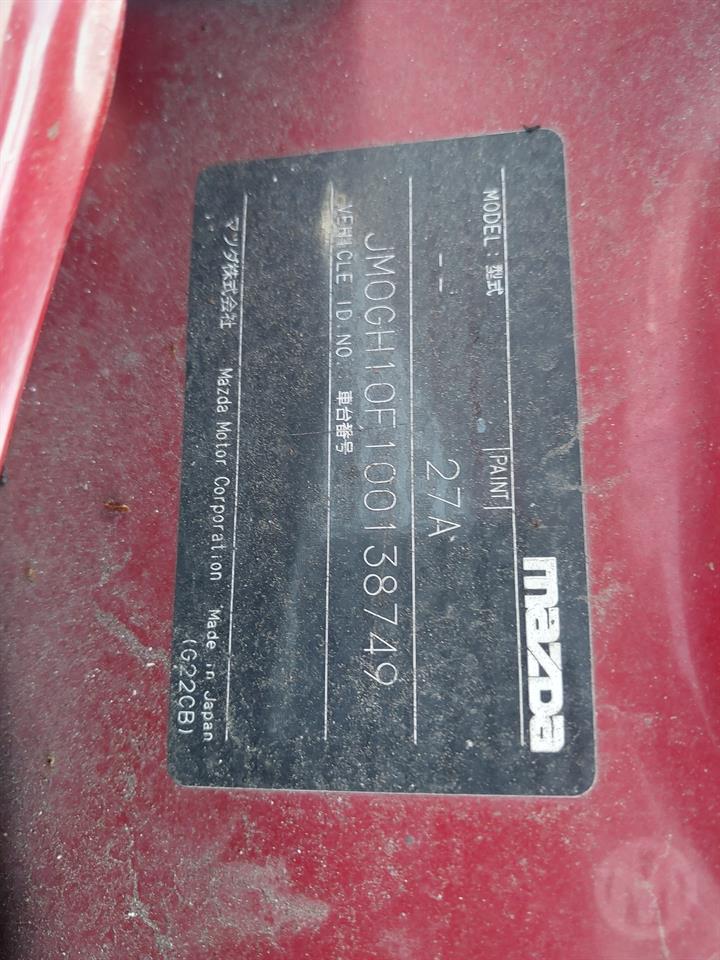 mazda
MODEL : 型式 |PAINT|
-- 27A
JM0GH10F100138749
VEHICLE ID.NO. 車台番号
マツダ株式会社 Mazda Motor Corporation Made in Japan
(G22CB)